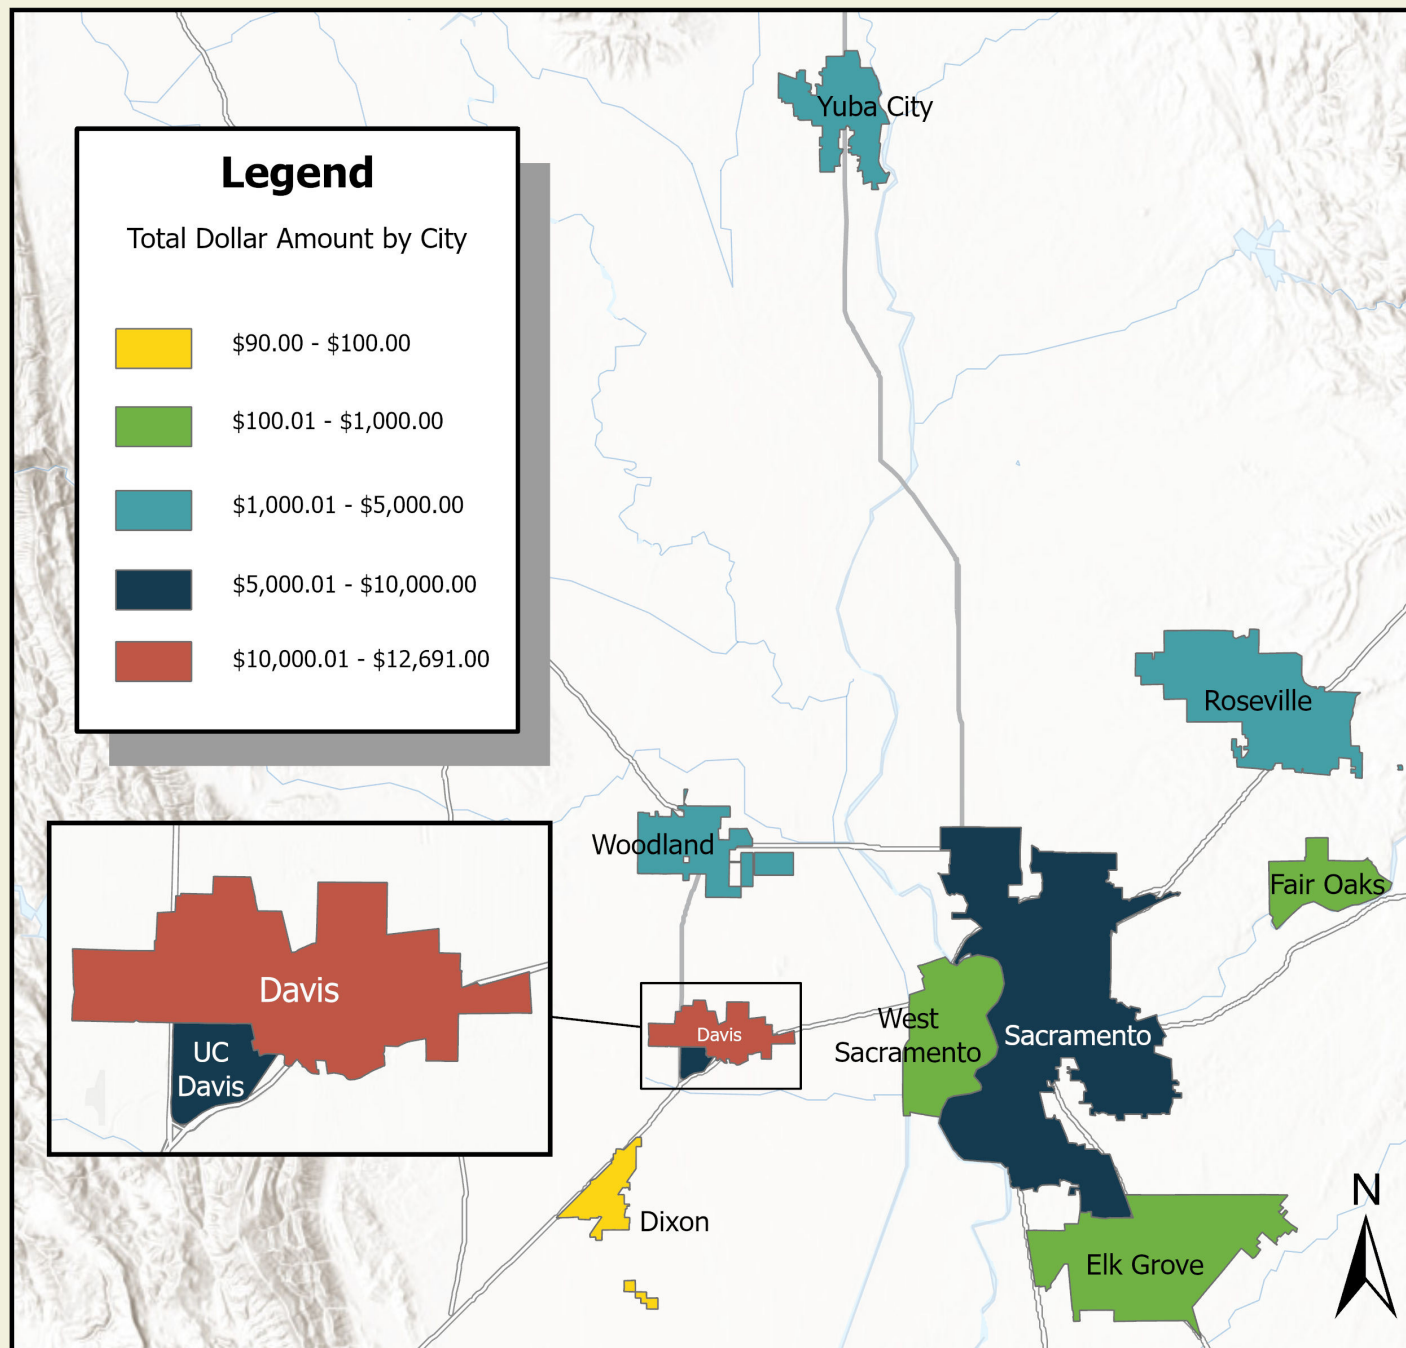 Yuba City
Legend
Total Dollar Amount by City
$90.00 - $100.00
$100.01 - $1,000.00
$1,000.01 - $5,000.00
$5,000.01 - $10,000.00
$10,000.01 - $12,691.00
Roseville
Woodland
Fair Oaks
Davis
UC
Davis
Davis
West
Sacramento
Sacramento
Dixon
Elk Grove
N